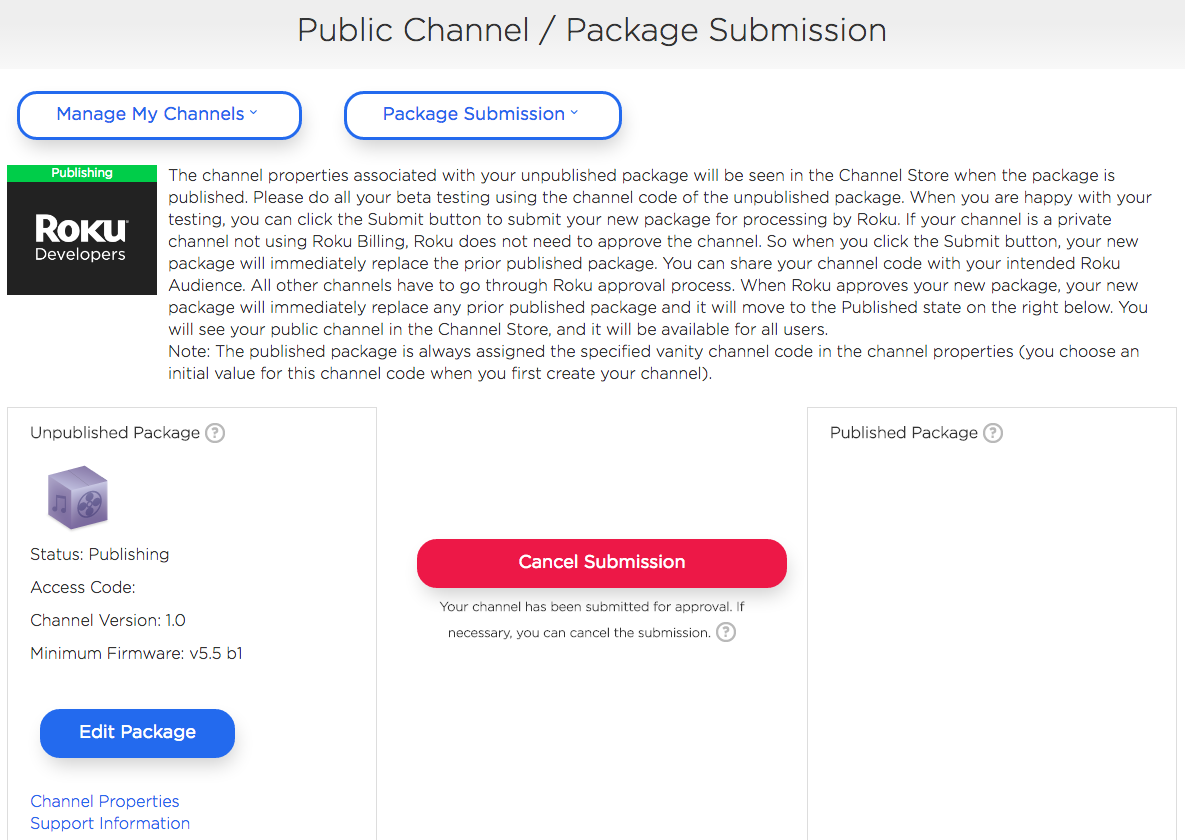 Public Channel / Package Submission
Manage My Channels
Package Submission
Publishing
Roku
Developers
The channel properties associated with your unpublished package will be seen in the Channel Store when the package is
published. Please do all your beta testing using the channel code of the unpublished package. When you are happy with your
testing, you can click the Submit button to submit your new package for processing by Roku. If your channel is a private
channel not using Roku Billing, Roku does not need to approve the channel. So when you click the Submit button, your new
package will immediately replace the prior published package. You can share your channel code with your intended Roku
Audience. All other channels have to go through Roku approval process. When Roku approves your new package, your new
package will immediately replace any prior published package and it will move to the Published state on the right below. You
will see your public channel in the Channel Store, and it will be available for all users.
Note: The published package is always assigned the specified vanity channel code in the channel properties (you choose an
initial value for this channel code when you first create your channel).
Unpublished Package ?
Status: Publishing
Access Code:
Channel Version: 1.0
Minimum Firmware: v5.5 b1
Edit Package
Channel Properties
Support Information
Cancel Submission
Your channel has been submitted for approval. If
necessary, you can cancel the submission. ?
Published Package ?